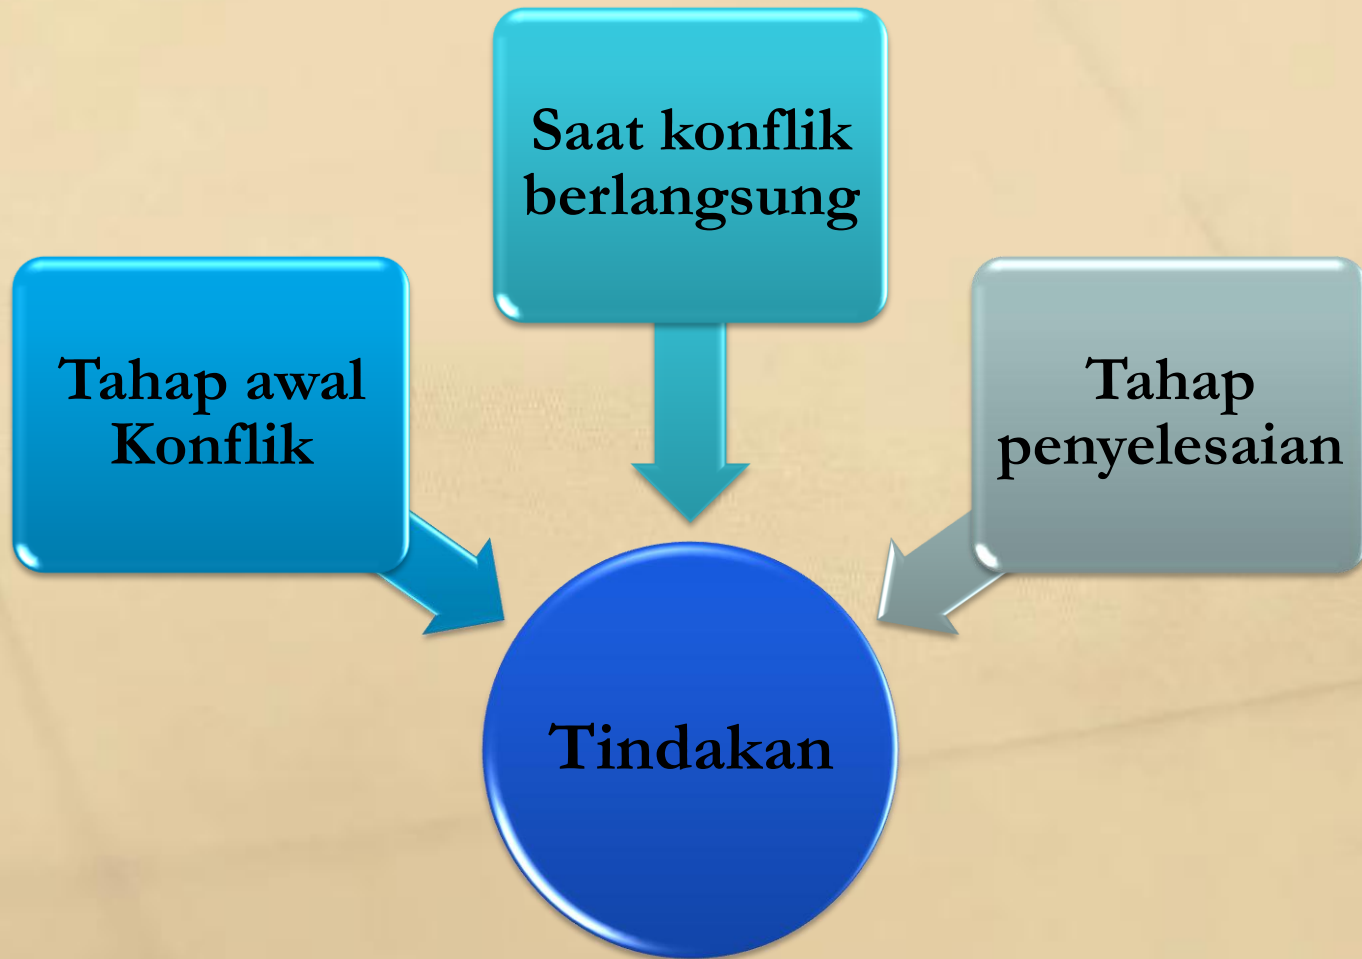 Saat konflik
berlangsung
Tahap awal
Konflik
Tahap
penyelesaian
Tindakan